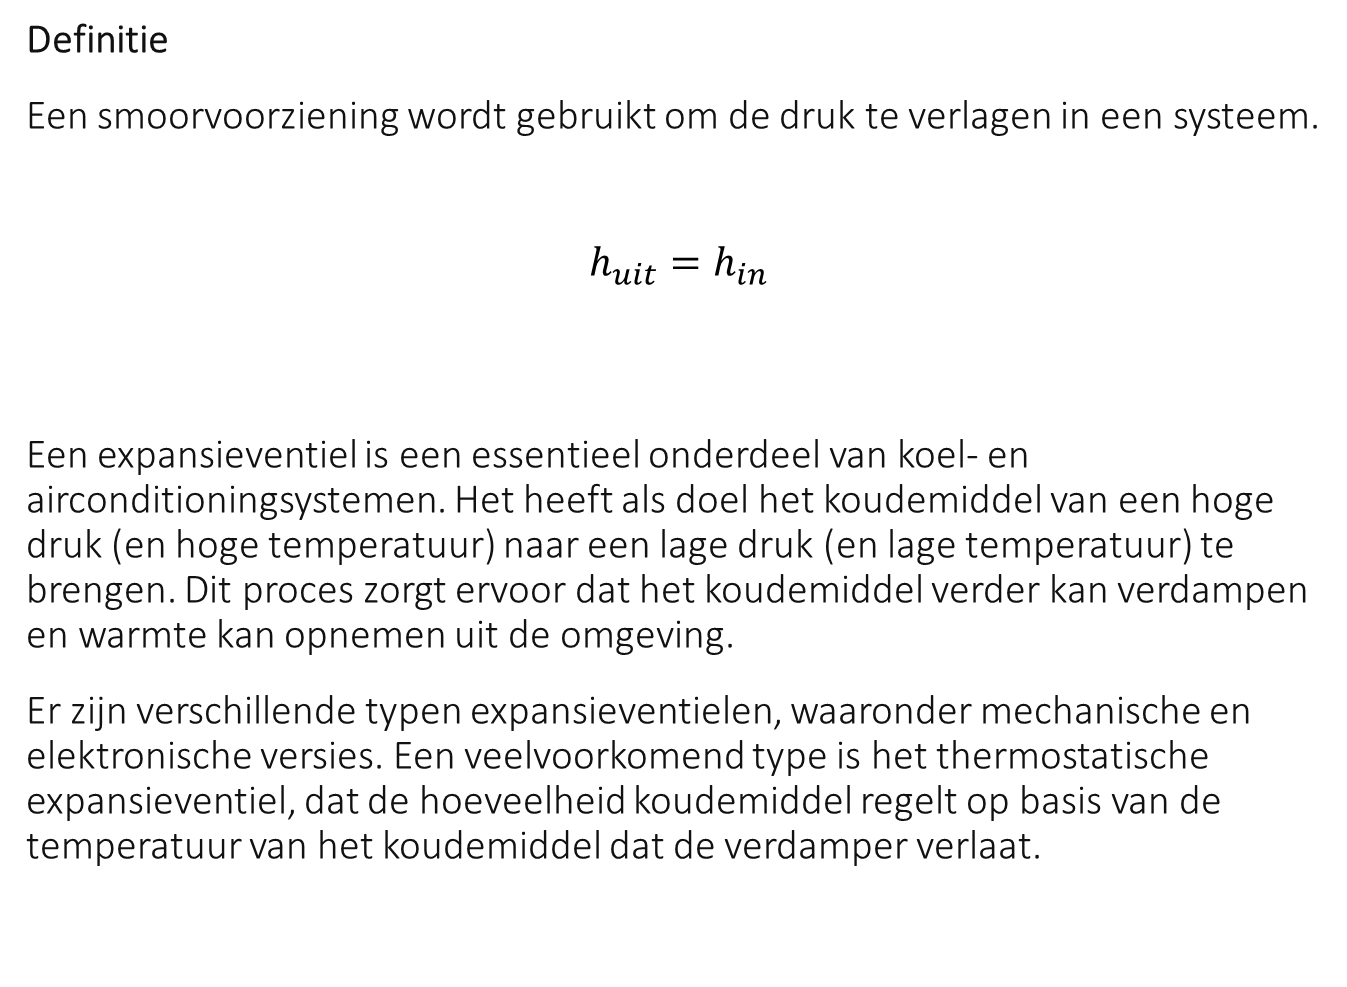 Definitie
Een smoorvoorziening wordt gebruikt om de druk te verlagen in een systeem.
h_uit = h_in
Een expansieventiel is een essentieel onderdeel van koel- en
airconditioningsystemen. Het heeft als doel het koudemiddel van een hoge
druk (en hoge temperatuur) naar een lage druk (en lage temperatuur) te
brengen. Dit proces zorgt ervoor dat het koudemiddel verder kan verdampen
en warmte kan opnemen uit de omgeving.
Er zijn verschillende typen expansieventielen, waaronder mechanische en
elektronische versies. Een veelvoorkomend type is het thermostatische
expansieventiel, dat de hoeveelheid koudemiddel regelt op basis van de
temperatuur van het koudemiddel dat de verdamper verlaat.